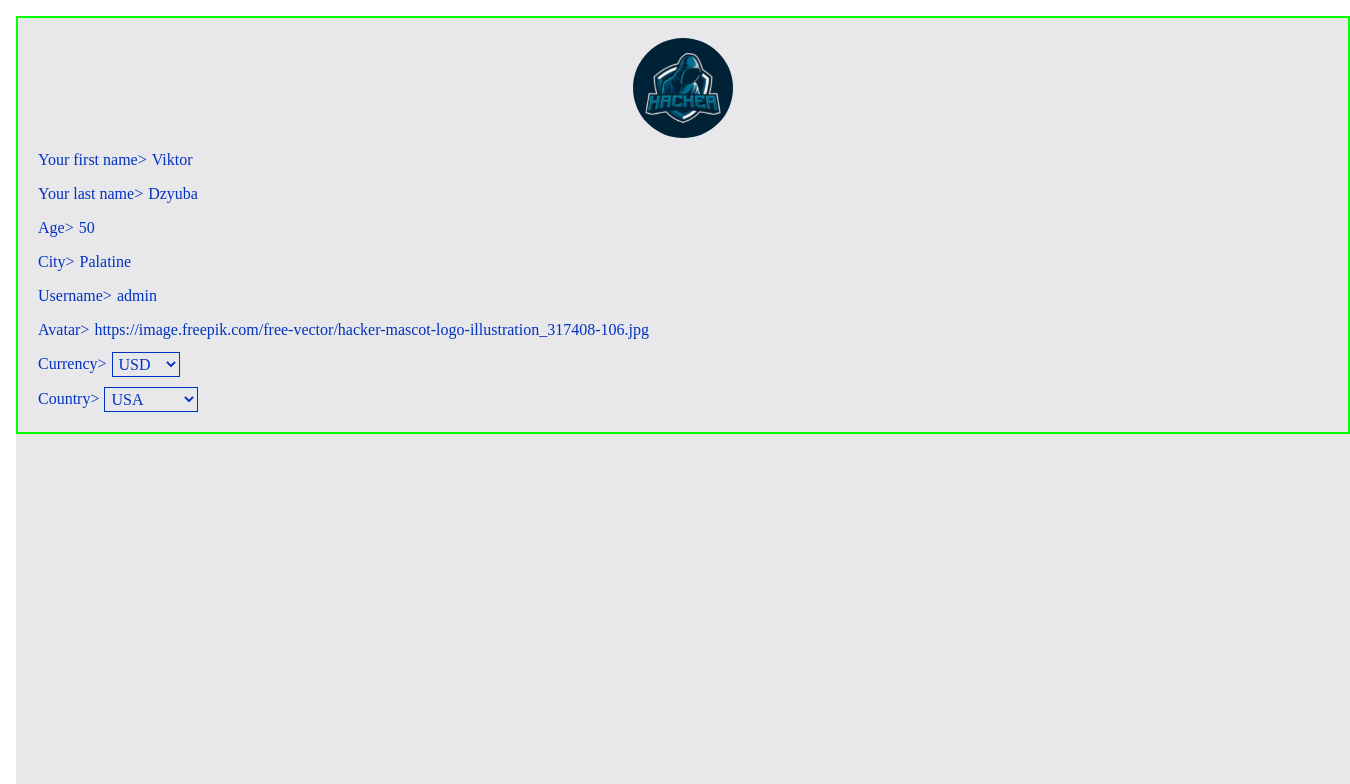 HACKER
Your first name> Viktor
Your last name> Dzyuba
Age> 50
City> Palatine
Username> admin
Avatar> https://image.freepik.com/free-vector/hacker-mascot-logo-illustration_317408-106.jpg
Currency> USD
Country> USA